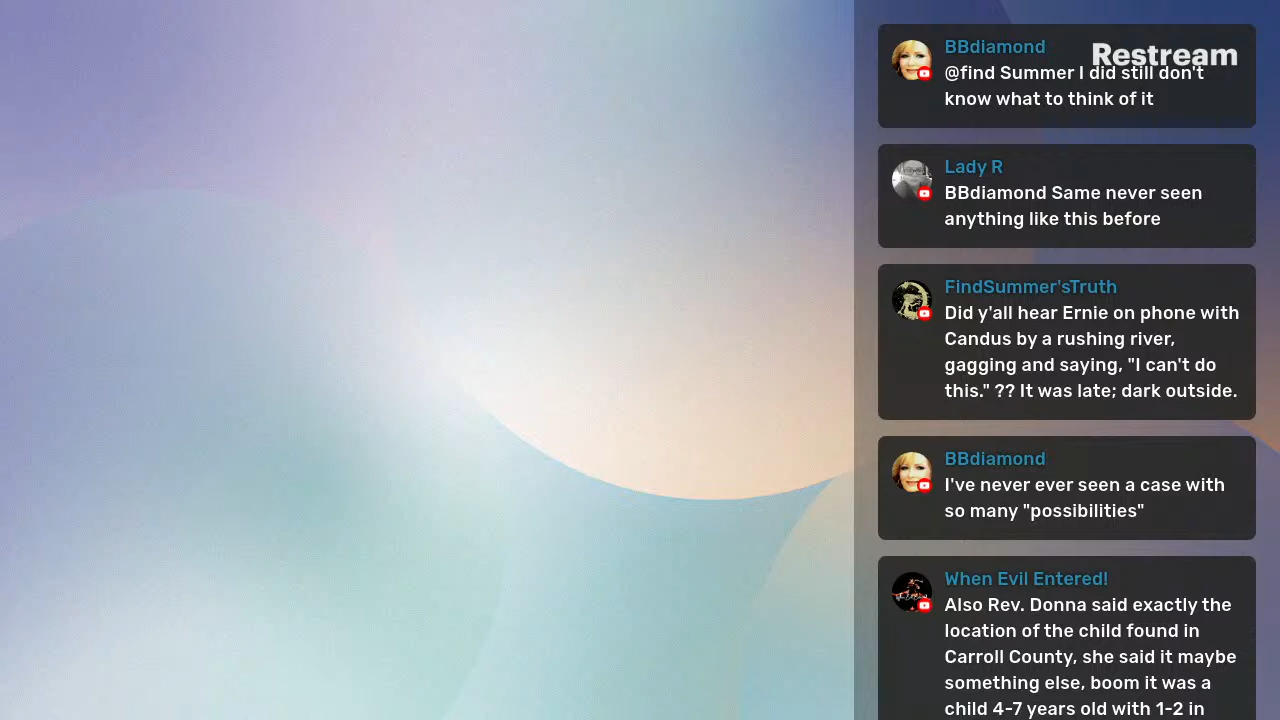 BBdiamond
Restream
@find Summer I did still don't
know what to think of it
Lady R
BBdiamond Same never seen
anything like this before
FindSummer'sTruth
Did y'all hear Ernie on phone with
Candus by a rushing river,
gagging and saying, "I can't do
this." ?? It was late; dark outside.
BBdiamond
I've never ever seen a case with
so many "possibilities"
When Evil Entered!
Also Rev. Donna said exactly the
location of the child found in
Carroll County, she said it maybe
something else, boom it was a
child 4-7 years old with 1-2 in